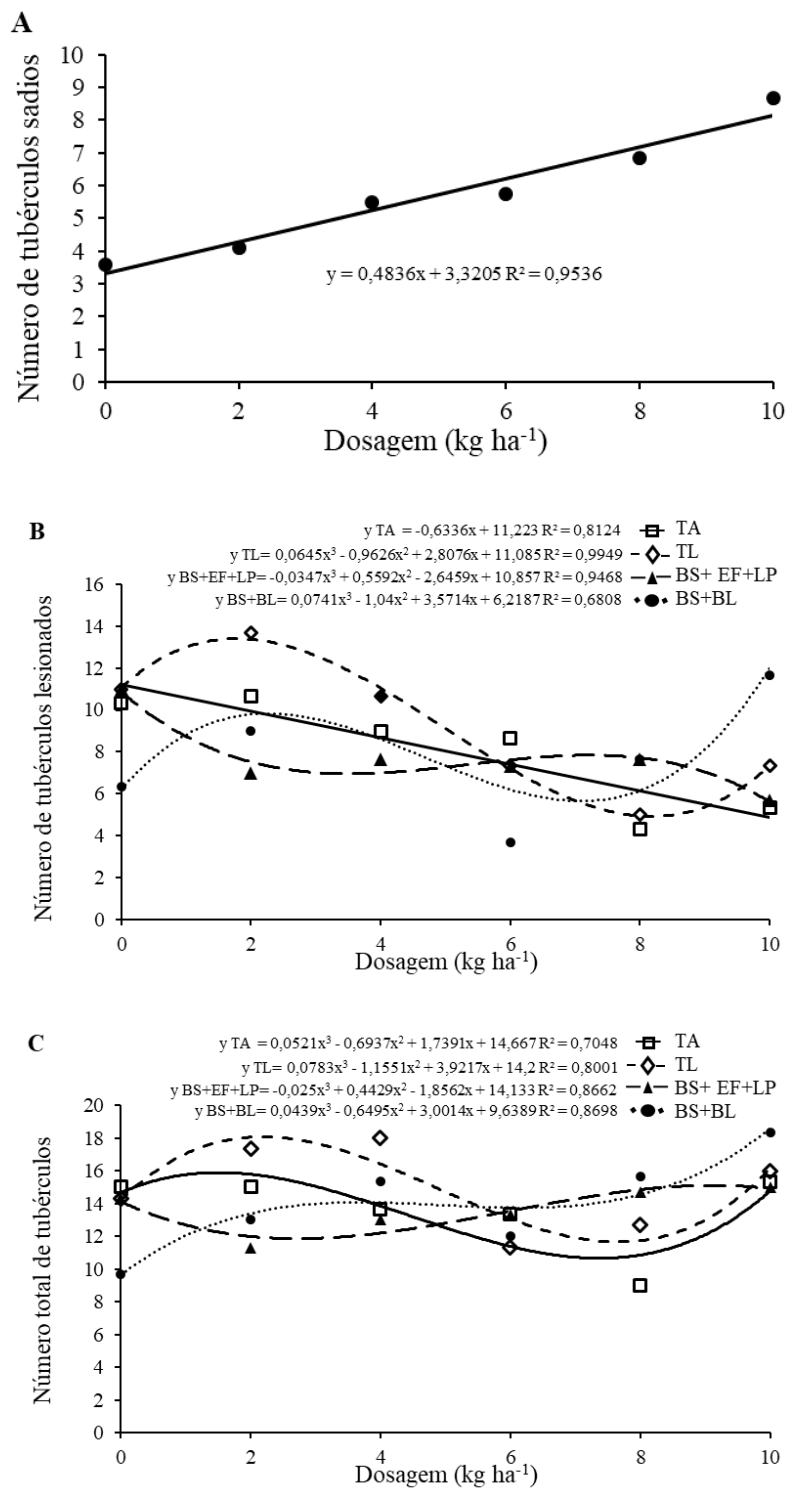 A
Número de tubérculos sadios
10
9
8
7
6
5
4
3
2
1
0
y = 0,4836x + 3,3205 R² = 0,9536
0 2 4 6 8 10
Dosagem (kg ha⁻¹)
B
y TA = -0,6336x + 11,223 R² = 0,8124 TA
y TL= 0,0645x³ - 0,9626x² + 2,8076x + 11,085 R² = 0,9949 TL
y BS+EF+LP= -0,0347x³ + 0,5592x² - 2,6459x + 10,857 R² = 0,9468 BS+ EF+LP
y BS+BL= 0,0741x³ - 1,04x² + 3,5714x + 6,2187 R² = 0,6808 BS+BL
Número de tubérculos lesionados
16
14
12
10
8
6
4
2
0
0 2 4 6 8 10
Dosagem (kg ha⁻¹)
C
y TA = 0,0521x³ - 0,6937x² + 1,7391x + 14,667 R² = 0,7048 TA
y TL= 0,0783x³ - 1,1551x² + 3,9217x + 14,2 R² = 0,8001 TL
y BS+EF+LP= -0,025x³ + 0,4429x² - 1,8562x + 14,133 R² = 0,8662 BS+ EF+LP
y BS+BL= 0,0439x³ - 0,6495x² + 3,0014x + 9,6389 R² = 0,8698 BS+BL
Número total de tubérculos
20
18
16
14
12
10
8
6
4
2
0
0 2 4 6 8 10
Dosagem (kg ha⁻¹)